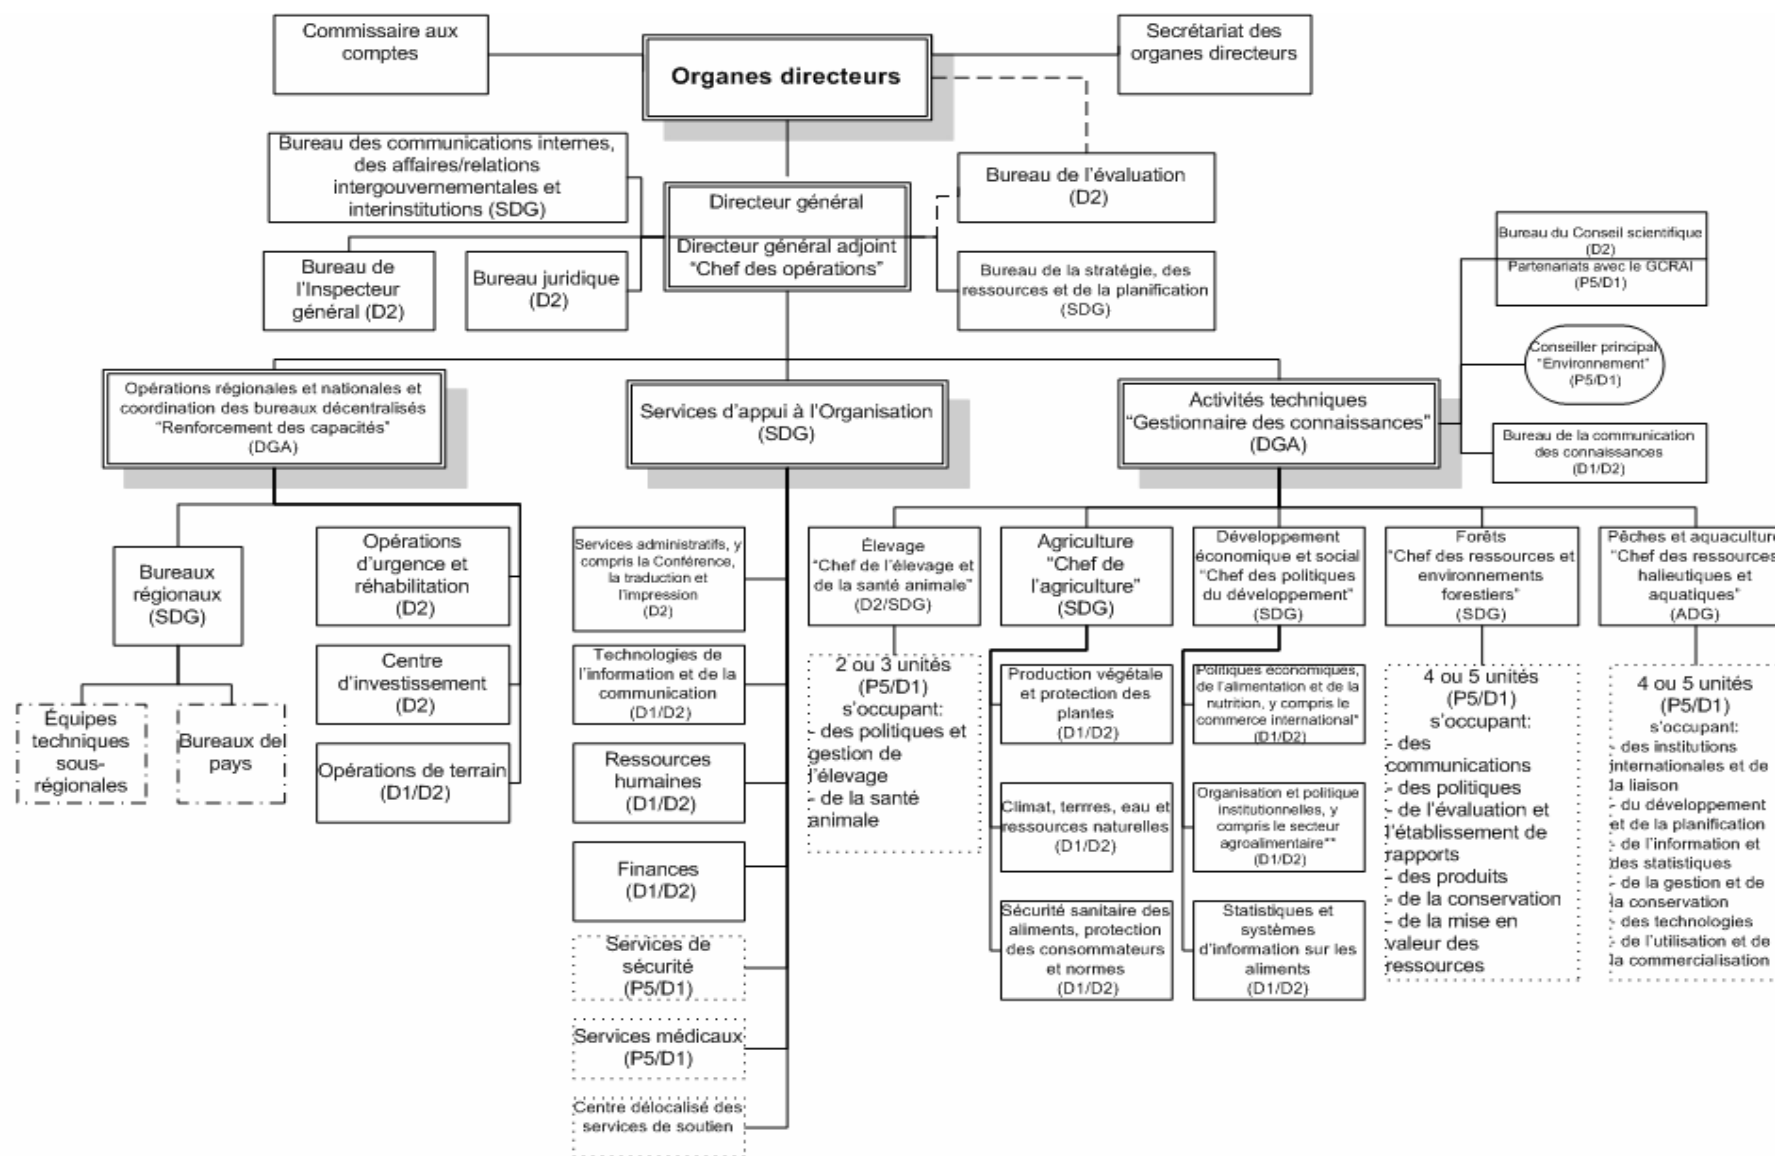 Commissaire aux
comptes
Organes directeurs
Secrétariat des
organes directeurs
Bureau des communications internes,
des affaires/relations
intergouvernementales et
interinstitutions (SDG)
Bureau de l'évaluation
(D2)
Directeur général
Directeur général adjoint
"Chef des opérations"
Bureau de
l'Inspecteur
général (D2)
Bureau juridique
(D2)
Bureau de la stratégie, des
ressources et de la planification
(SDG)
Bureau du Conseil scientifique
(D2)
Partenariats avec le GCRAI
(P5/D1)
Conseiller principal
"Environnement"
(P5/D1)
Bureau de la communication
des connaissances
(D1/D2)
Opérations régionales et nationales et
coordination des bureaux décentralisés
"Renforcement des capacités"
(DGA)
Services d'appui à l'Organisation
(SDG)
Activités techniques
"Gestionnaire des connaissances"
(DGA)
Bureaux
régionaux
(SDG)
Équipes
techniques
sous-
régionales
Bureaux de
pays
Opérations
d'urgence et
réhabilitation
(D2)
Centre
d'investissement
(D2)
Opérations de terrain
(D1/D2)
Services administratifs, y
compris la Conférence,
la traduction et
l'impression
(D2)
Technologies de
l'information et de la
communication
(D1/D2)
Ressources
humaines
(D1/D2)
Finances
(D1/D2)
Services de
sécurité
(P5/D1)
Services médicaux
(P5/D1)
Centre délocalisé des
services de soutien
Élevage
"Chef de l'élevage et
de la santé animale"
(D2/SDG)
2 ou 3 unités
(P5/D1)
s'occupant:
- des politiques et
gestion de
l'élevage
- de la santé
animale
Agriculture
"Chef de
l'agriculture"
(SDG)
Production végétale
et protection des
plantes
(D1/D2)
Climat, terrres, eau et
ressources naturelles
(D1/D2)
Sécurité sanitaire des
aliments, protection
des consommateurs
et normes
(D1/D2)
Développement
économique et social
"Chef des politiques
du développement"
(SDG)
Politiques économiques,
de l'alimentation et de la
nutrition, y compris le
commerce international*
(D1/D2)
Organisation et politique
institutionnelles, y
compris le secteur
agroalimentaire**
(D1/D2)
Statistiques et
systèmes
d'information sur les
aliments
(D1/D2)
Forêts
"Chef des ressources et
environnements
forestiers"
(SDG)
4 ou 5 unités
(P5/D1)
s'occupant:
- des
communications
- des politiques
- de l'évaluation et
l'établissement de
rapports
- des produits
- de la conservation
- de la mise en
valeur des
ressources
Pêches et aquaculture
"Chef des ressources
halieutiques et
aquatiques"
(ADG)
4 ou 5 unités
(P5/D1)
s'occupant:
- des institutions
internationales et de
la liaison
- du développement
et de la planification
- de l'information et
des statistiques
- de la gestion et de
la conservation
- des technologies
- de l'utilisation et de
la commercialisation